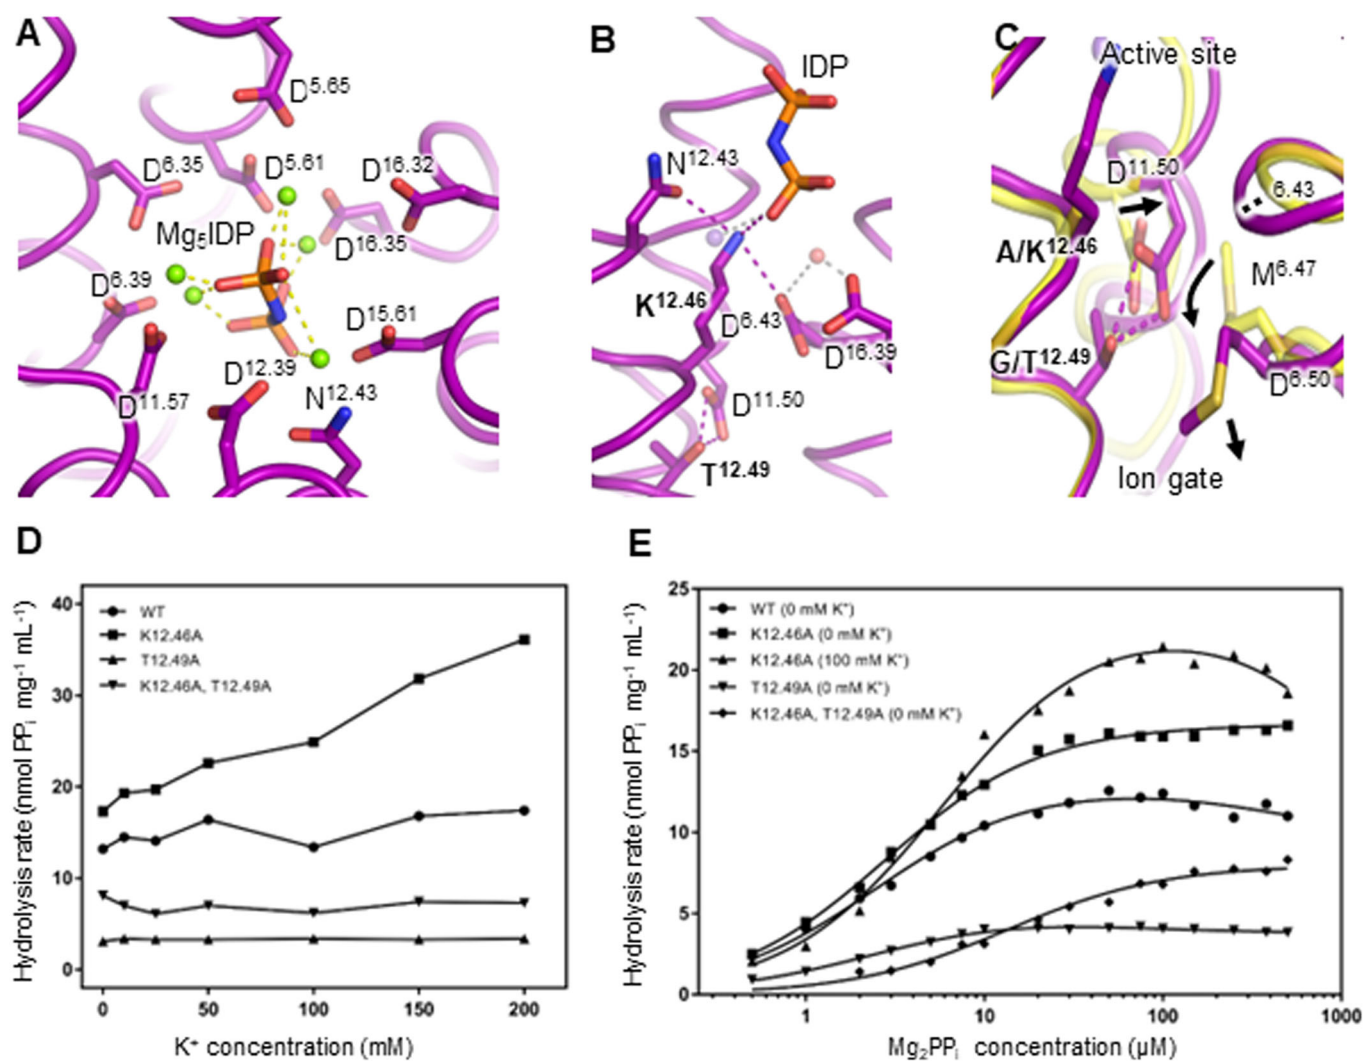 A
D5.65
D6.35
D5.61
D16.32
Mg5IDP
D16.35
D6.39
D15.61
D12.39
D11.57
N12.43
B
IDP
N12.43
K12.46
D6.43
D16.39
D11.50
T12.49
C
Active site
D11.50
6.43
A/K12.46
M6.47
G/T12.49
D6.50
Ion gate
D
Hydrolysis rate (nmol PPi mg-1 mL-1)
40
30
20
10
0
WT
K12.46A
T12.49A
K12.46A, T12.49A
0
50
100
150
200
K+ concentration (mM)
E
Hydrolysis rate (nmol PPi mg-1 mL-1)
25
20
15
10
5
0
WT (0 mM K+)
K12.46A (0 mM K+)
K12.46A (100 mM K+)
T12.49A (0 mM K+)
K12.46A, T12.49A (0 mM K+)
1
10
100
1000
Mg2PPi concentration (µM)